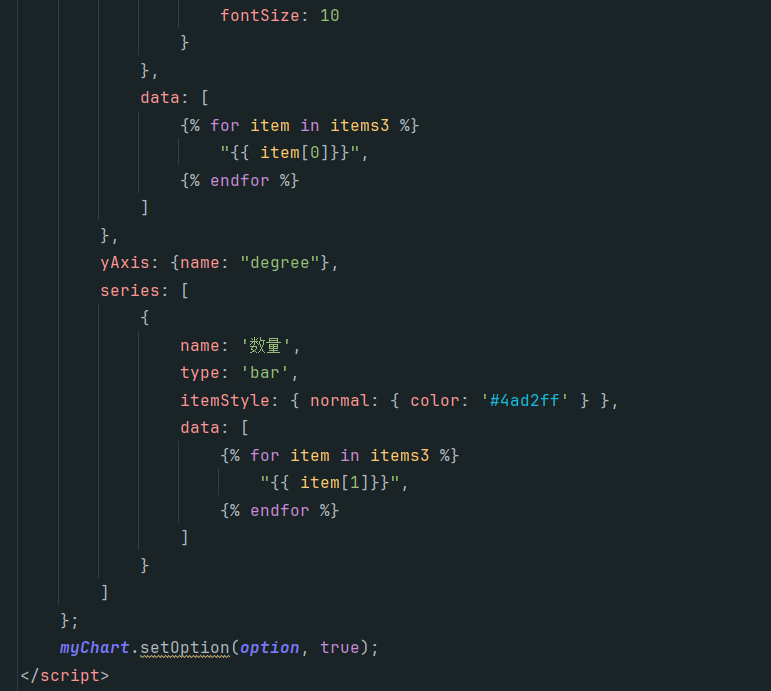 fontSize: 10
}
},
data: [
{% for item in items3 %}
"{{ item[0]}}",
{% endfor %}
]
},
yAxis: {name: "degree"},
series: [
{
name: '数量',
type: 'bar',
itemStyle: { normal: { color: '#4ad2ff' } },
data: [
{% for item in items3 %}
"{{ item[1]}}",
{% endfor %}
]
}
]
};
myChart.setOption(option, true);
</script>